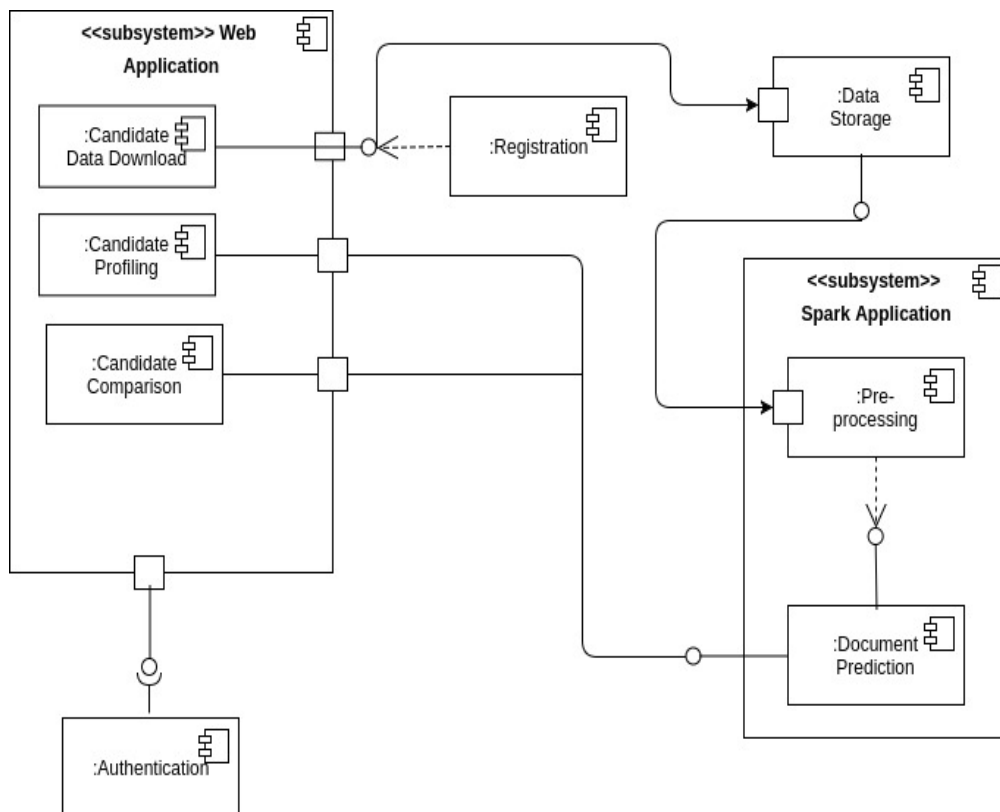 <<subsystem>> Web
Application
:Candidate
Data Download
:Registration
:Data
Storage
:Candidate
Profiling
:Candidate
Comparison
<<subsystem>>
Spark Application
:Pre-
processing
:Document
Prediction
:Authentication